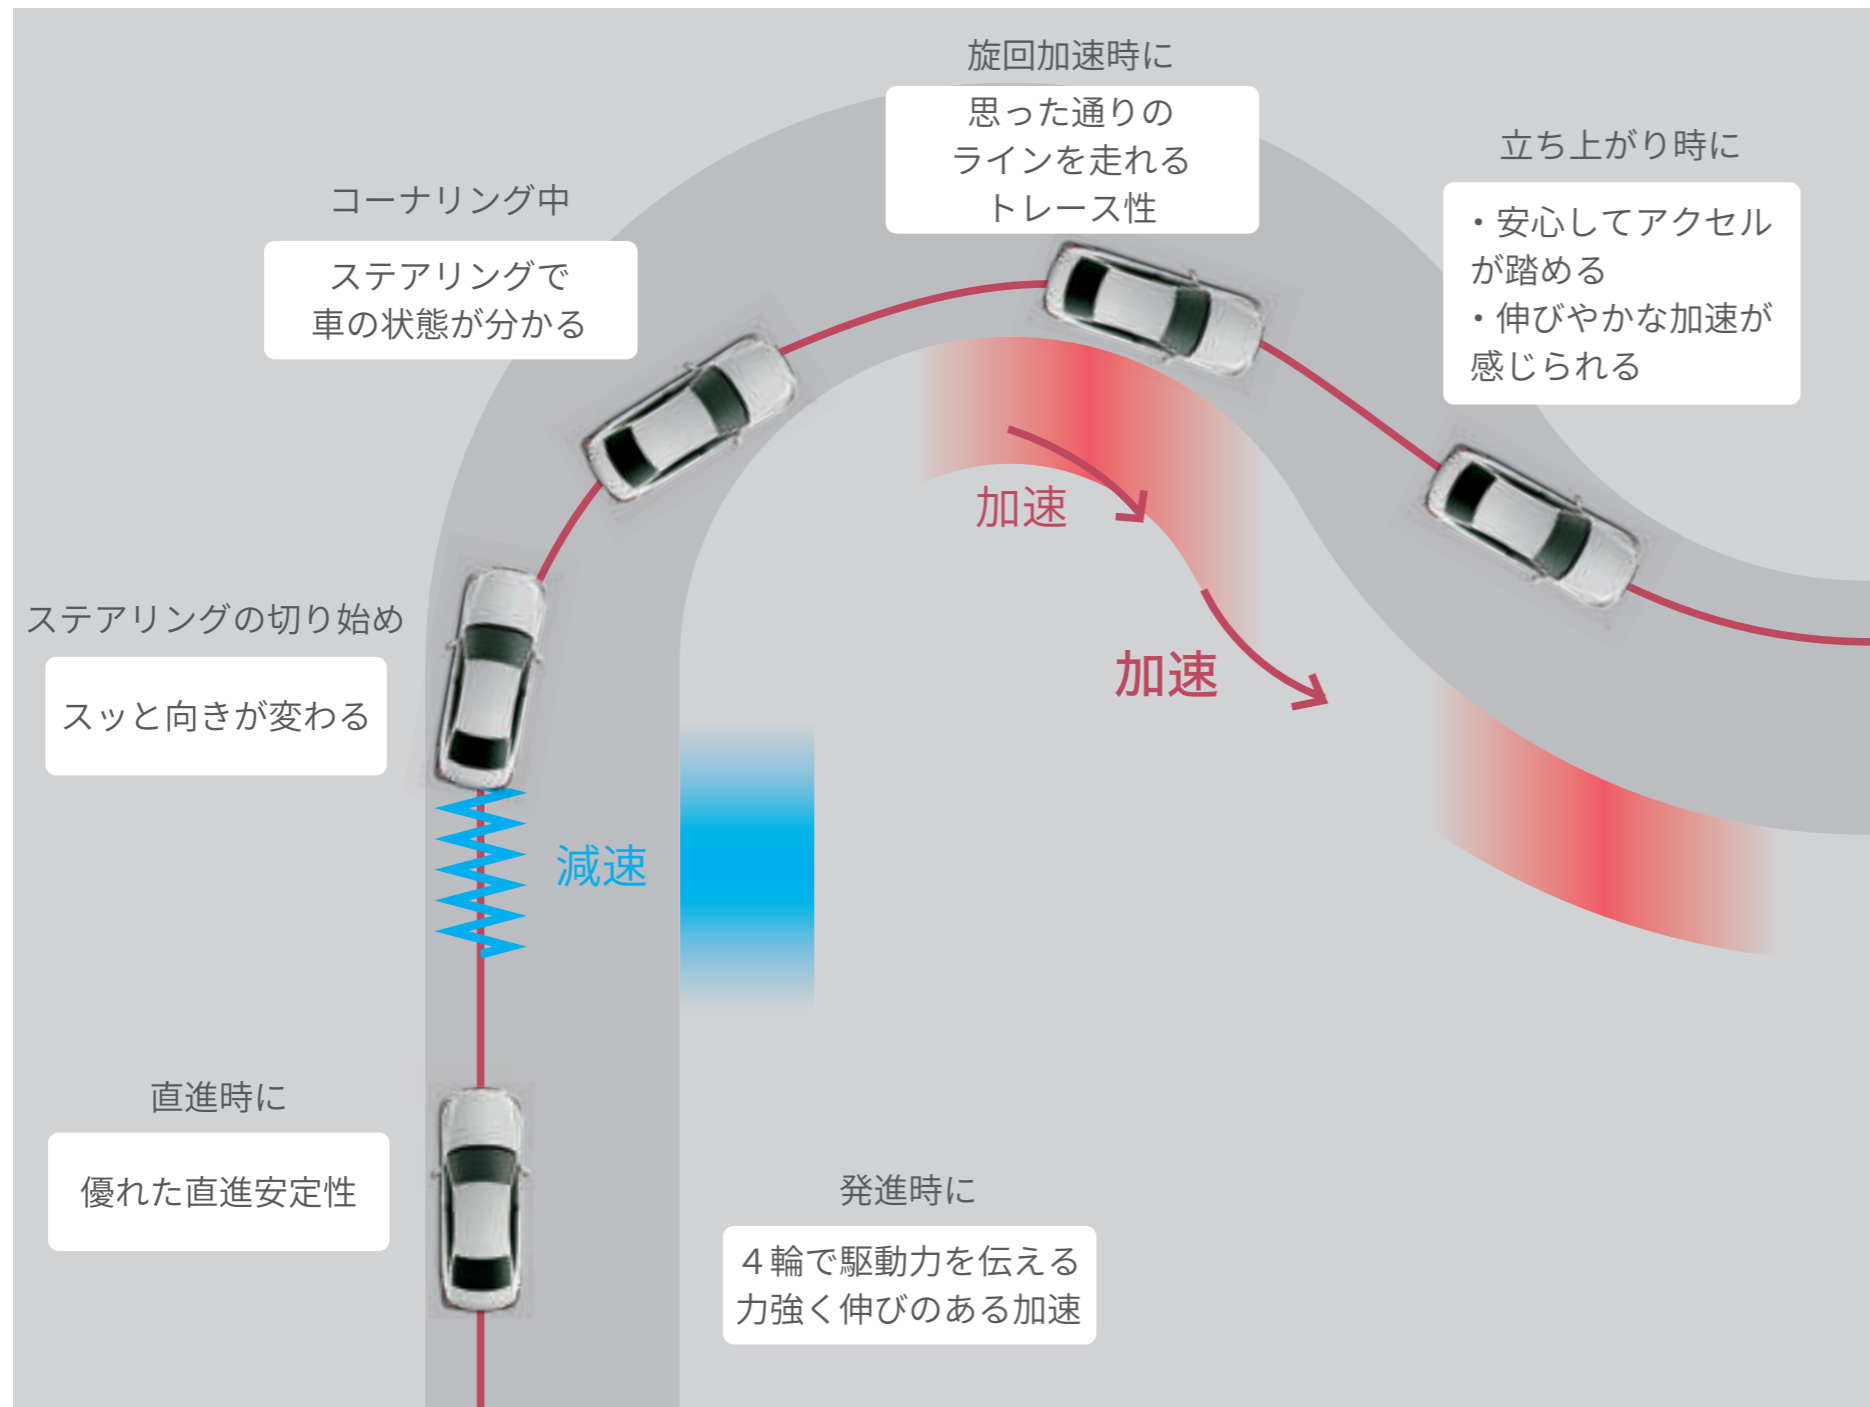 旋回加速時に
思った通りの
ラインを走れる
トレース性
立ち上がり時に
・安心してアクセル
が踏める
・伸びやかな加速が
感じられる
コーナリング中
ステアリングで
車の状態が分かる
加速
加速
ステアリングの切り始め
スッと向きが変わる
減速
直進時に
優れた直進安定性
発進時に
４輪で駆動力を伝える
力強く伸びのある加速